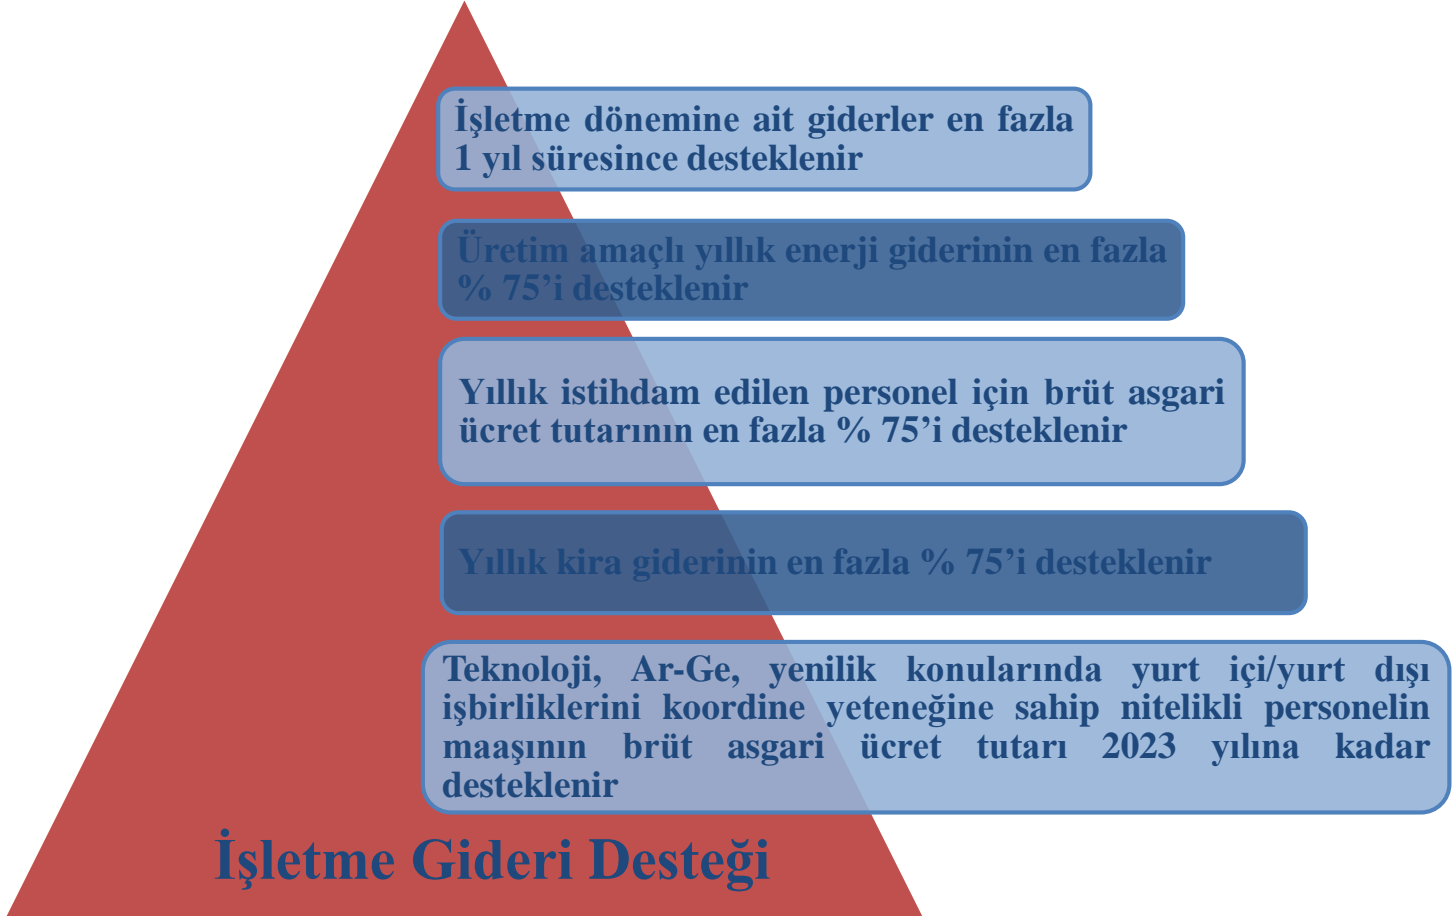 İşletme dönemine ait giderler en fazla
1 yıl süresince desteklenir
Üretim amaçlı yıllık enerji giderinin en fazla
% 75’i desteklenir
Yıllık istihdam edilen personel için brüt asgari
ücret tutarının en fazla % 75’i desteklenir
Yıllık kira giderinin en fazla % 75’i desteklenir
Teknoloji, Ar-Ge, yenilik konularında yurt içi/yurt dışı
işbirliklerini koordine yeteneğine sahip nitelikli personelin
maaşının brüt asgari ücret tutarı 2023 yılına kadar
desteklenir
İşletme Gideri Desteği